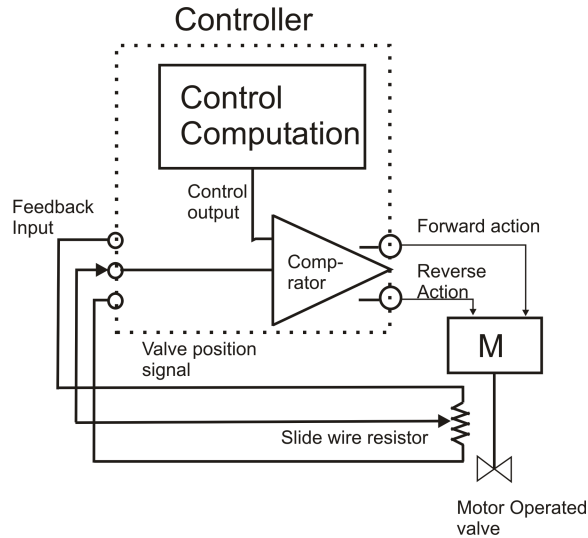 Controller
Control
Computation
Control
output
Feedback
Input
Comp-
rator
Forward action
Reverse
Action
M
Valve position
signal
Slide wire resistor
Motor Operated
valve